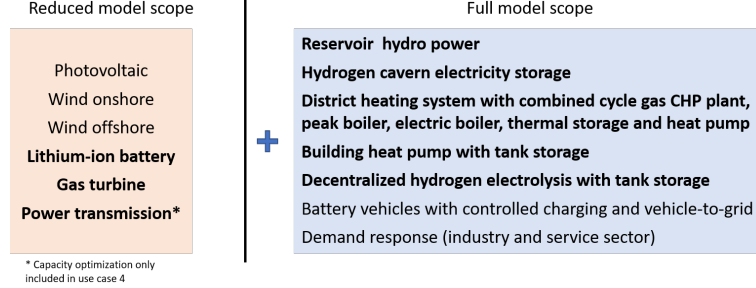 Reduced model scope
Photovoltaic
Wind onshore
Wind offshore
Lithium-ion battery
Gas turbine
Power transmission*
* Capacity optimization only
included in use case 4
+
Full model scope
Reservoir hydro power
Hydrogen cavern electricity storage
District heating system with combined cycle gas CHP plant,
peak boiler, electric boiler, thermal storage and heat pump
Building heat pump with tank storage
Decentralized hydrogen electrolysis with tank storage
Battery vehicles with controlled charging and vehicle-to-grid
Demand response (industry and service sector)